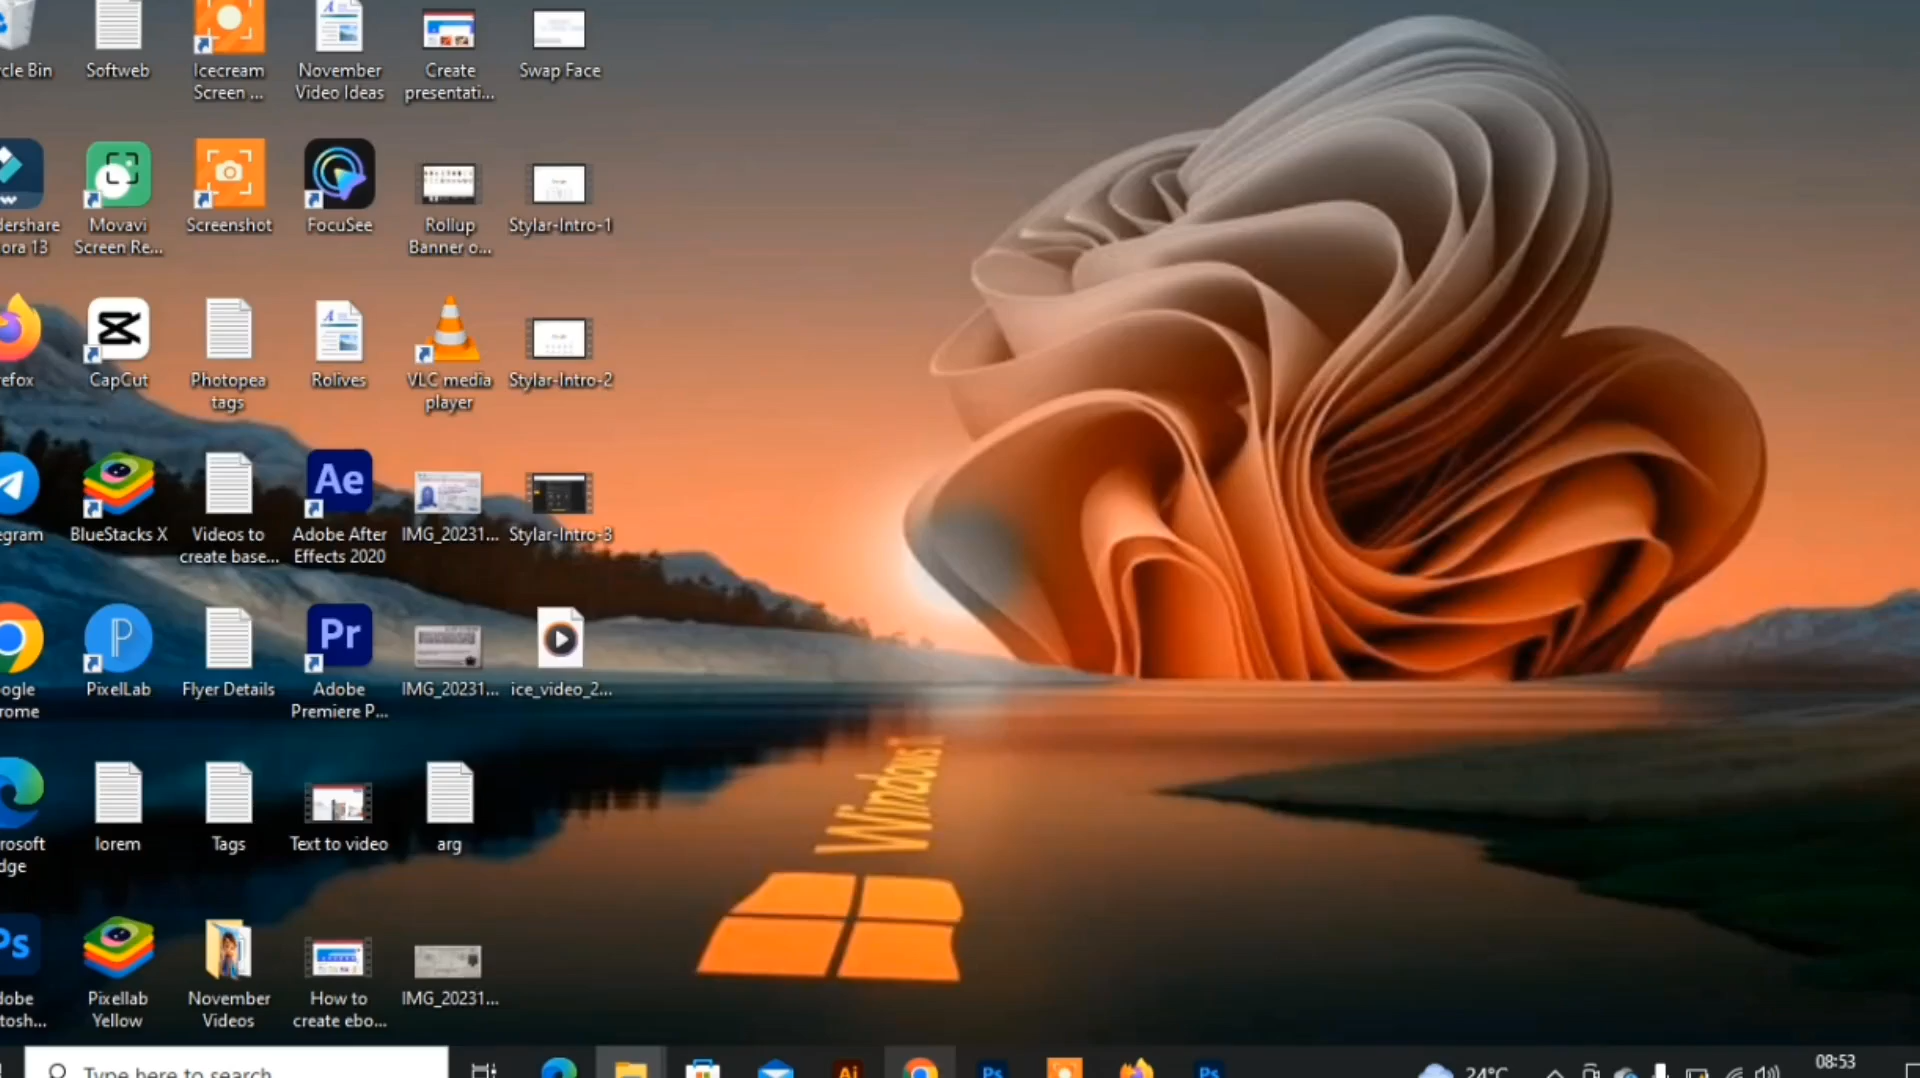 cle Bin
Softweb
Icecream
Screen ...
November
Video Ideas
Create
presentati...
Swap Face
dershare
ora 13
Movavi
Screen Re...
Screenshot
FocuSee
Rollup
Banner o...
Stylar-Intro-1
efox
CapCut
Photopea
tags
Rolives
VLC media
player
Stylar-Intro-2
egram
BlueStacks X
Videos to
create base...
Ae
Adobe After
Effects 2020
IMG_20231...
Stylar-Intro-3
ogle
rome
PixelLab
Flyer Details
Pr
Adobe
Premiere P...
IMG_20231...
ice_video_2...
rosoft
dge
lorem
Tags
Text to video
arg
Windows
Ps
dobe
tosh...
Pixellab
Yellow
November
Videos
How to
create ebo...
IMG_20231...
Type here to search
Ai
Ps
Ps
24°C
08:53